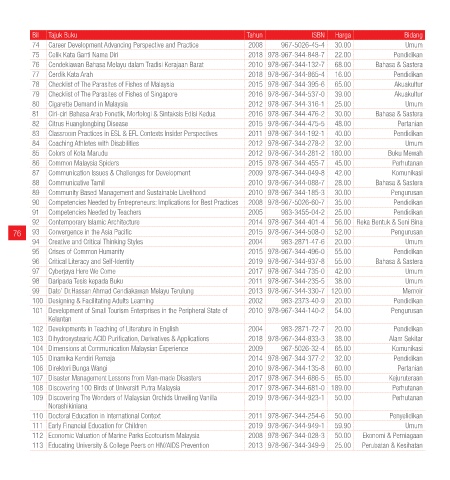 Bil Tajuk Buku Tahun ISBN Harga Bidang
74 Career Development Advancing Perspective and Practice 2008 967-5026-45-4 30.00 Umum
75 Celik Kata Ganti Nama Diri 2018 978-967-344-848-7 22.00 Pendidikan
76 Cendekiawan Bahasa Melayu dalam Tradisi Kerajaan Barat 2010 978-967-344-132-7 68.00 Bahasa & Sastera
77 Cerdik Kata Arab 2018 978-967-344-865-4 16.00 Pendidikan
78 Checklist of The Parasites of Fishes of Malaysia 2015 978-967-344-395-6 65.00 Akuakultur
79 Checklist of The Parasites of Fishes of Singapore 2016 978-967-344-537-0 39.00 Akuakultur
80 Cigarette Demand in Malaysia 2012 978-967-344-316-1 25.00 Umum
81 Ciri-ciri Bahasa Arab Fonetik, Morfologi & Sintaksis Edisi Kedua 2016 978-967-344-476-2 30.00 Bahasa & Sastera
82 Citrus Huanglongbing Disease 2015 978-967-344-475-5 45.00 Pertanian
83 Classroom Practices in ESL & EFL Contexts Insider Perspectives 2011 978-967-344-192-1 40.00 Pendidikan
84 Coaching Athletes with Disabilities 2012 978-967-344-278-2 32.00 Umum
85 Colors of Kota Marudu 2012 978-967-344-281-2 180.00 Buku Mewah
86 Common Malaysia Spiders 2015 978-967-344-455-7 45.00 Perhutanan
87 Communication Issues & Challenges for Development 2009 978-967-344-049-8 42.00 Komunikasi
88 Communicative Tamil 2010 978-967-344-088-7 28.00 Bahasa & Sastera
89 Community Based Management and Sustainable Livelihood 2010 978-967-344-185-3 30.00 Pengurusan
90 Competencies Needed by Entrepreneurs: Implications for Best Practices 2008 978-967-5026-60-7 35.00 Pendidikan
91 Competencies Needed by Teachers 2005 983-3455-04-2 25.00 Pendidikan
92 Contemporary Islamic Architecture 2014 978-967-344-401-4 56.00 Reka Bentuk & Seni Bina
76
93 Convergence in the Asia Pacific 2015 978-967-344-508-0 52.00 Pengurusan
94 Creative and Critical Thinking Styles 2004 983-2871-47-6 20.00 Umum
95 Crises of Common Humanity 2015 978-967-344-496-0 55.00 Pendidikan
96 Critical Literacy and Self-Identity 2019 978-967-344-937-8 55.00 Bahasa & Sastera
97 Cyberjaya Here We Come 2017 978-967-344-735-0 42.00 Umum
98 Daripada Tesis kepada Buku 2011 978-967-344-235-5 38.00 Umum
99 Dato' Dr.Hassan Ahmad Cendiakawan Melayu Terulung 2013 978-967-344-330-7 120.00 Memoir
100 Designing & Facilitating Adults Learning 2002 983-2373-40-9 20.00 Pendidikan
101 Development of Small Tourism Enterprises in the Peripheral State of 2010 978-967-344-140-2 54.00 Pengurusan
Kelantan
102 Developments in Teaching of Literature in English 2004 983-2871-72-7 20.00 Pendidikan
103 Dihydroxystearic ACID Purification, Derivatives & Applications 2018 978-967-344-833-3 38.00 Alam Sekitar
104 Dimensions at Communication Malaysian Experience 2009 967-5026-32-4 65.00 Komunikasi
105 Dinamika Kendiri Remaja 2014 978-967-344-377-2 32.00 Pendidikan
106 Direktori Bunga Wangi 2010 978-967-344-135-8 60.00 Pertanian
107 Disaster Management Lessons from Man-made Disasters 2017 978-967-344-686-5 65.00 Kejuruteraan
108 Discovering 100 Birds of Universiti Putra Malaysia 2017 978-967-344-681-0 189.00 Perhutanan
109 Discovering The Wonders of Malaysian Orchids Unveiling Vanilla 2019 978-967-344-923-1 50.00 Perhutanan
Norashikiniana
110 Doctoral Education in International Context 2011 978-967-344-254-6 50.00 Penyelidikan
111 Early Financial Education for Children 2019 978-967-344-949-1 59.90 Umum
112 Economic Valuation of Marine Parks Ecotourism Malaysia 2008 978-967-344-028-3 50.00 Ekonomi & Perniagaan
113 Educating University & College Peers on HIV/AIDS Prevention 2013 978-967-344-349-9 25.00 Perubatan & Kesihatan